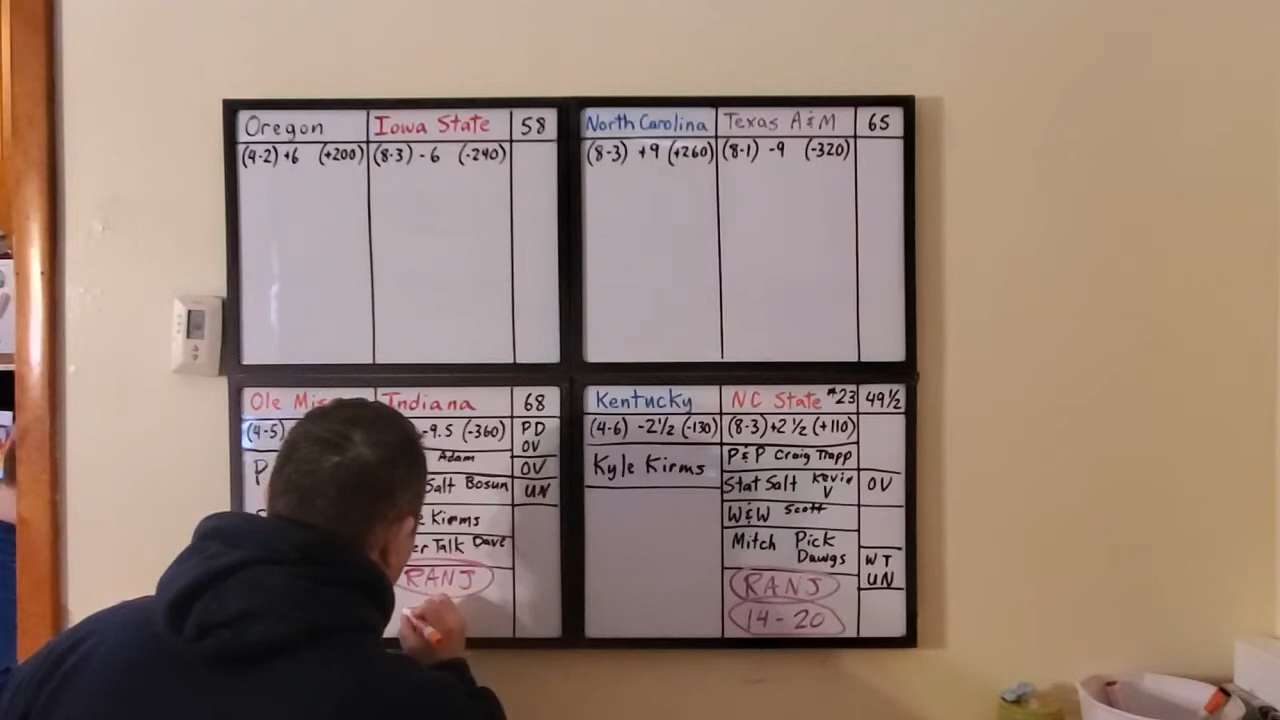 Oregon Iowa State 58
(4-2) +6 (+200) (8-3) -6 (-240)
North Carolina Texas A&M 65
(8-3) +9 (+260) (8-1) -9 (-320)
Ole Indiana 68
(4-5) -9.5 (-360) PD
OV
P Adam OV
Salt Bosun UN
Kirms
Talk Dave
RANJ
Kentucky NC State #23 49½
(4-6) -2½ (-130) (8-3) +2½ (+110)
Kyle Kirms P&P Craig Trapp
Stat Salt Kevin OV
V
W&W Scott
Mitch Pick
Dawgs WT
UN
RANJ
14-20